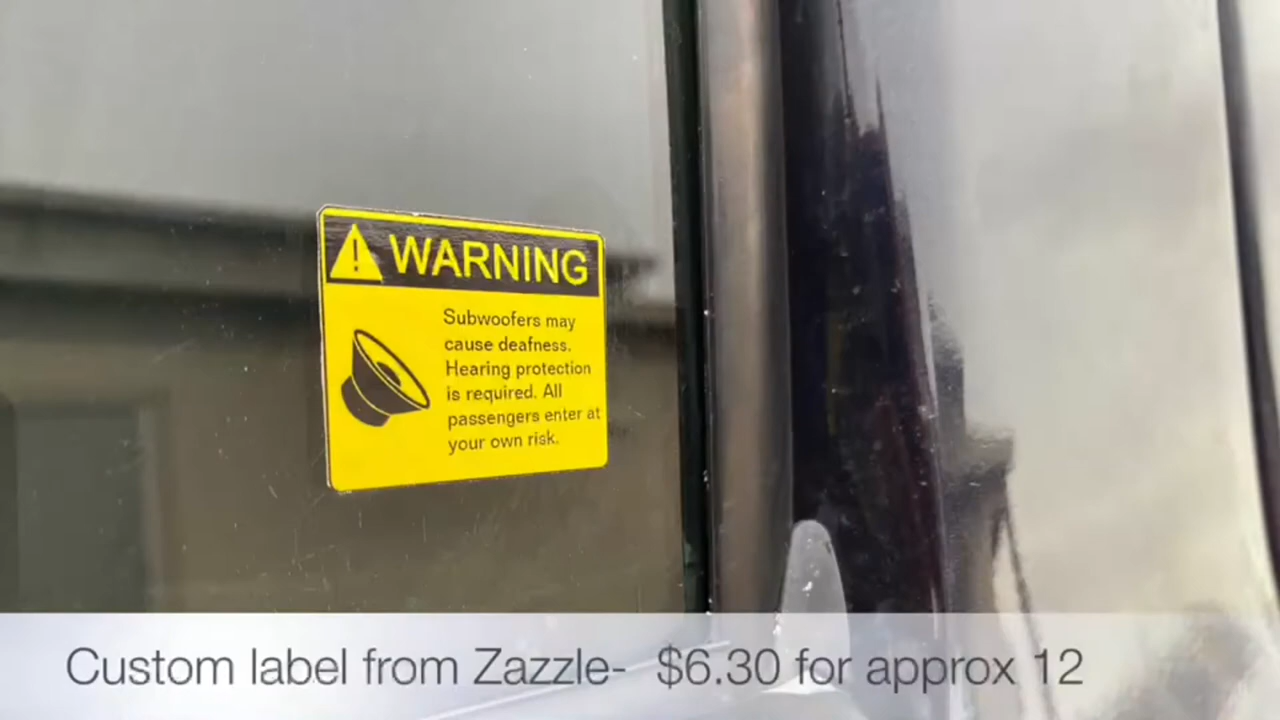 WARNING
Subwoofers may
cause deafness.
Hearing protection
is required. All
passengers enter at
your own risk.
Custom label from Zazzle- $6.30 for approx 12